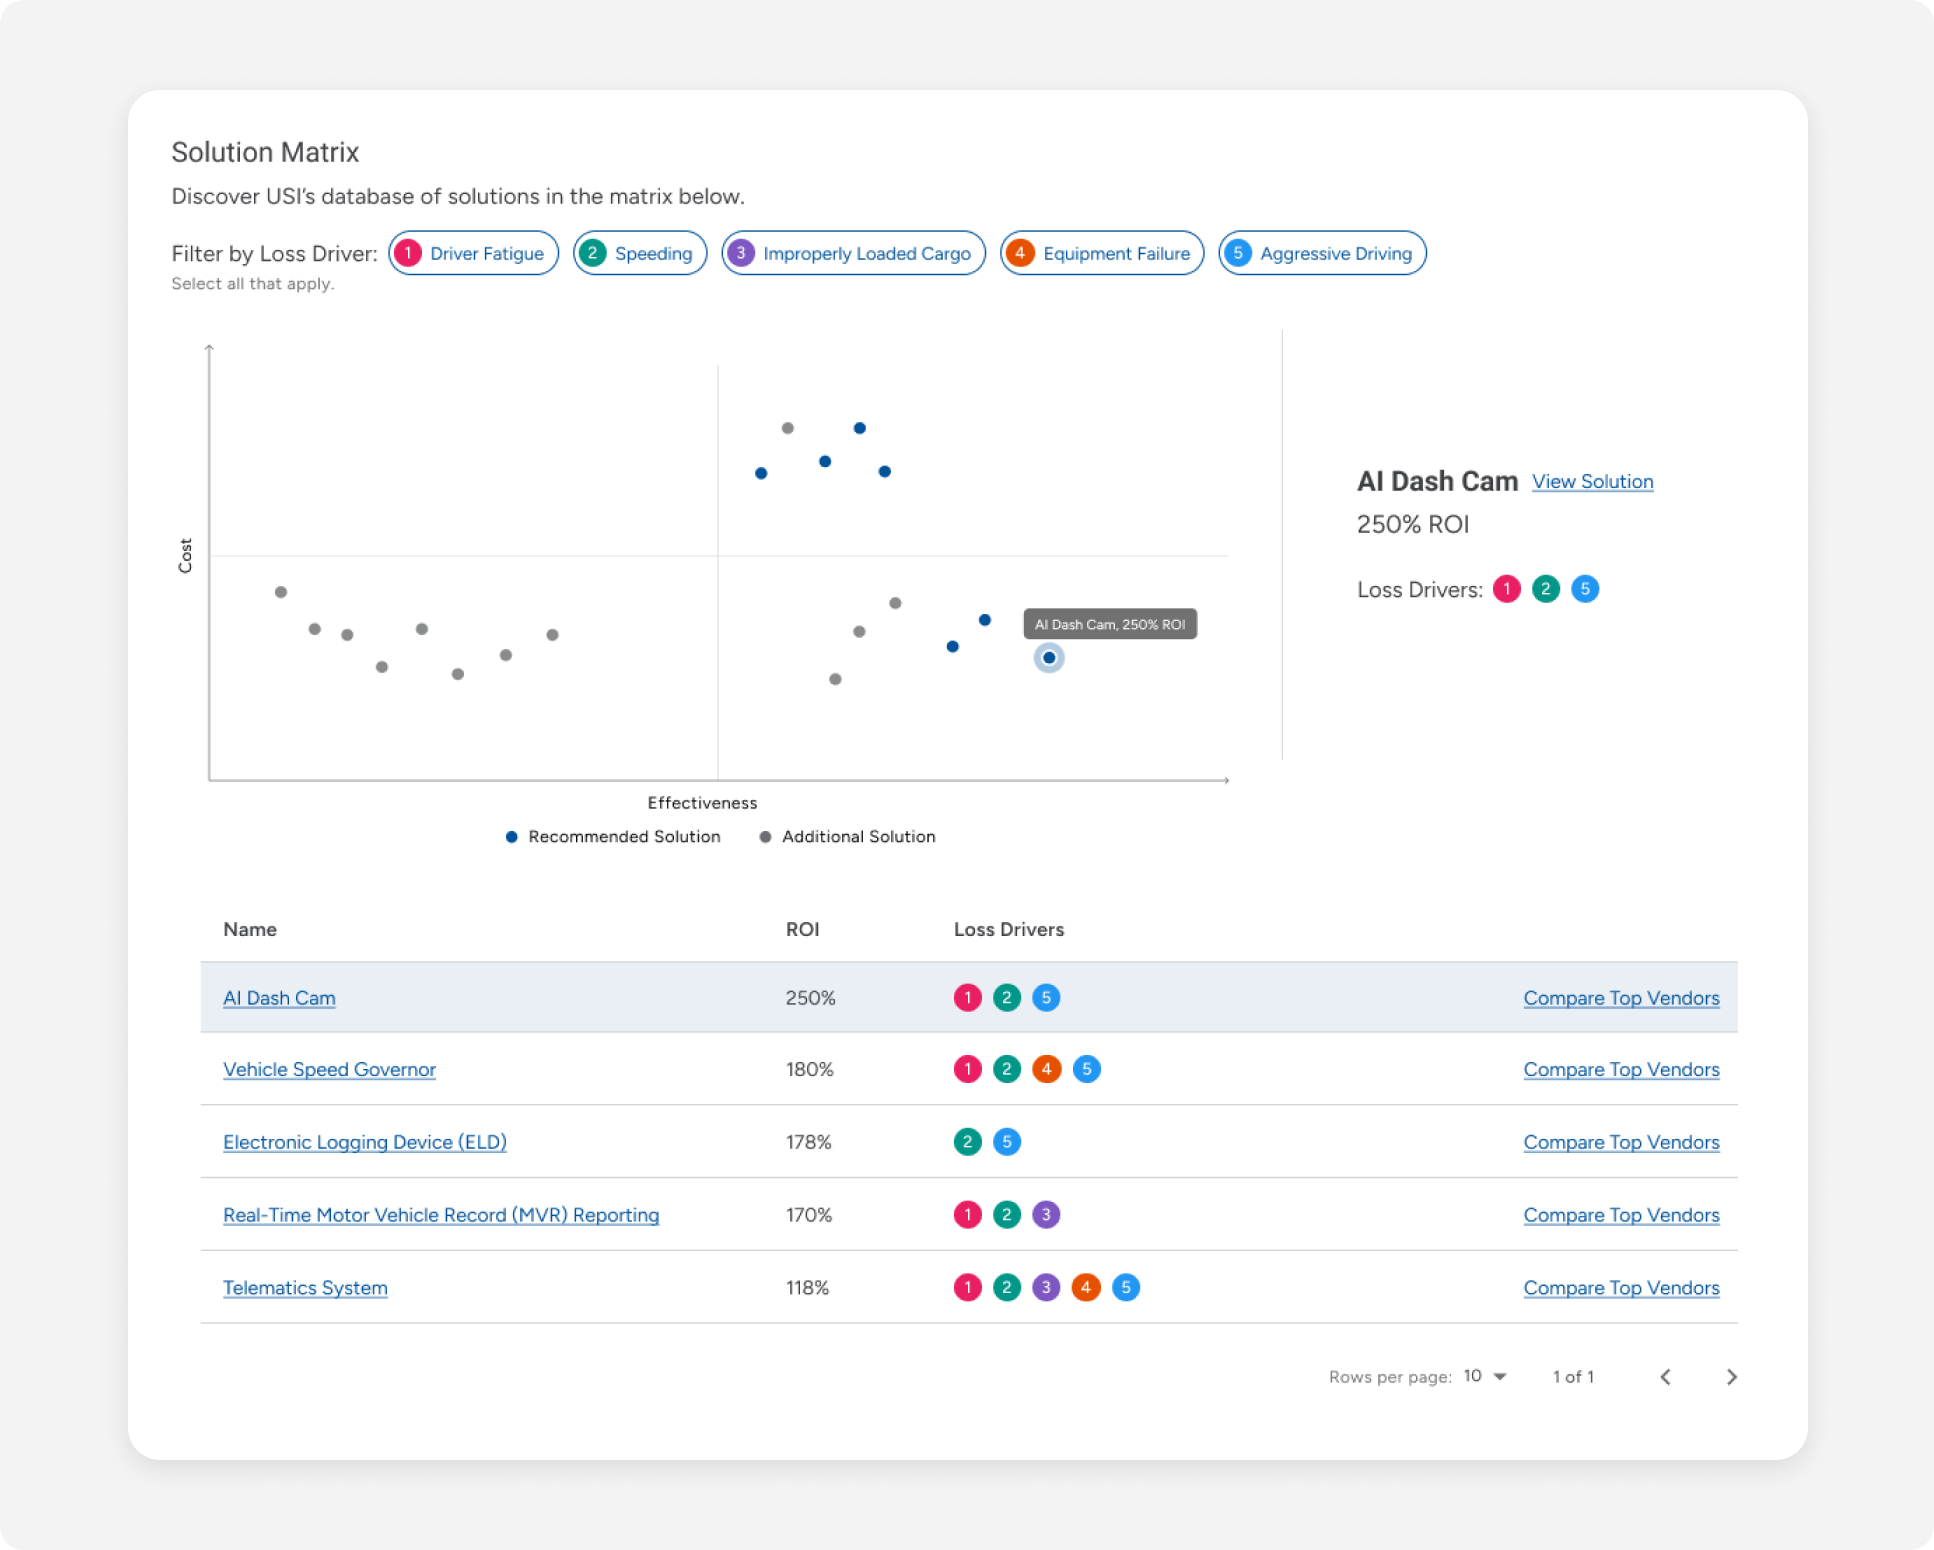 Solution Matrix
Discover USI's database of solutions in the matrix below.
Filter by Loss Driver: 1 Driver Fatigue 2 Speeding 3 Improperly Loaded Cargo 4 Equipment Failure 5 Aggressive Driving
Select all that apply.
Cost
AI Dash Cam, 250% ROI
Effectiveness
Recommended Solution Additional Solution
AI Dash Cam View Solution
250% ROI
Loss Drivers: 1 2 5
Name ROI Loss Drivers
AI Dash Cam 250% 1 2 5 Compare Top Vendors
Vehicle Speed Governor 180% 1 2 4 5 Compare Top Vendors
Electronic Logging Device (ELD) 178% 2 5 Compare Top Vendors
Real-Time Motor Vehicle Record (MVR) Reporting 170% 1 2 3 Compare Top Vendors
Telematics System 118% 1 2 3 4 5 Compare Top Vendors
Rows per page: 10 1 of 1